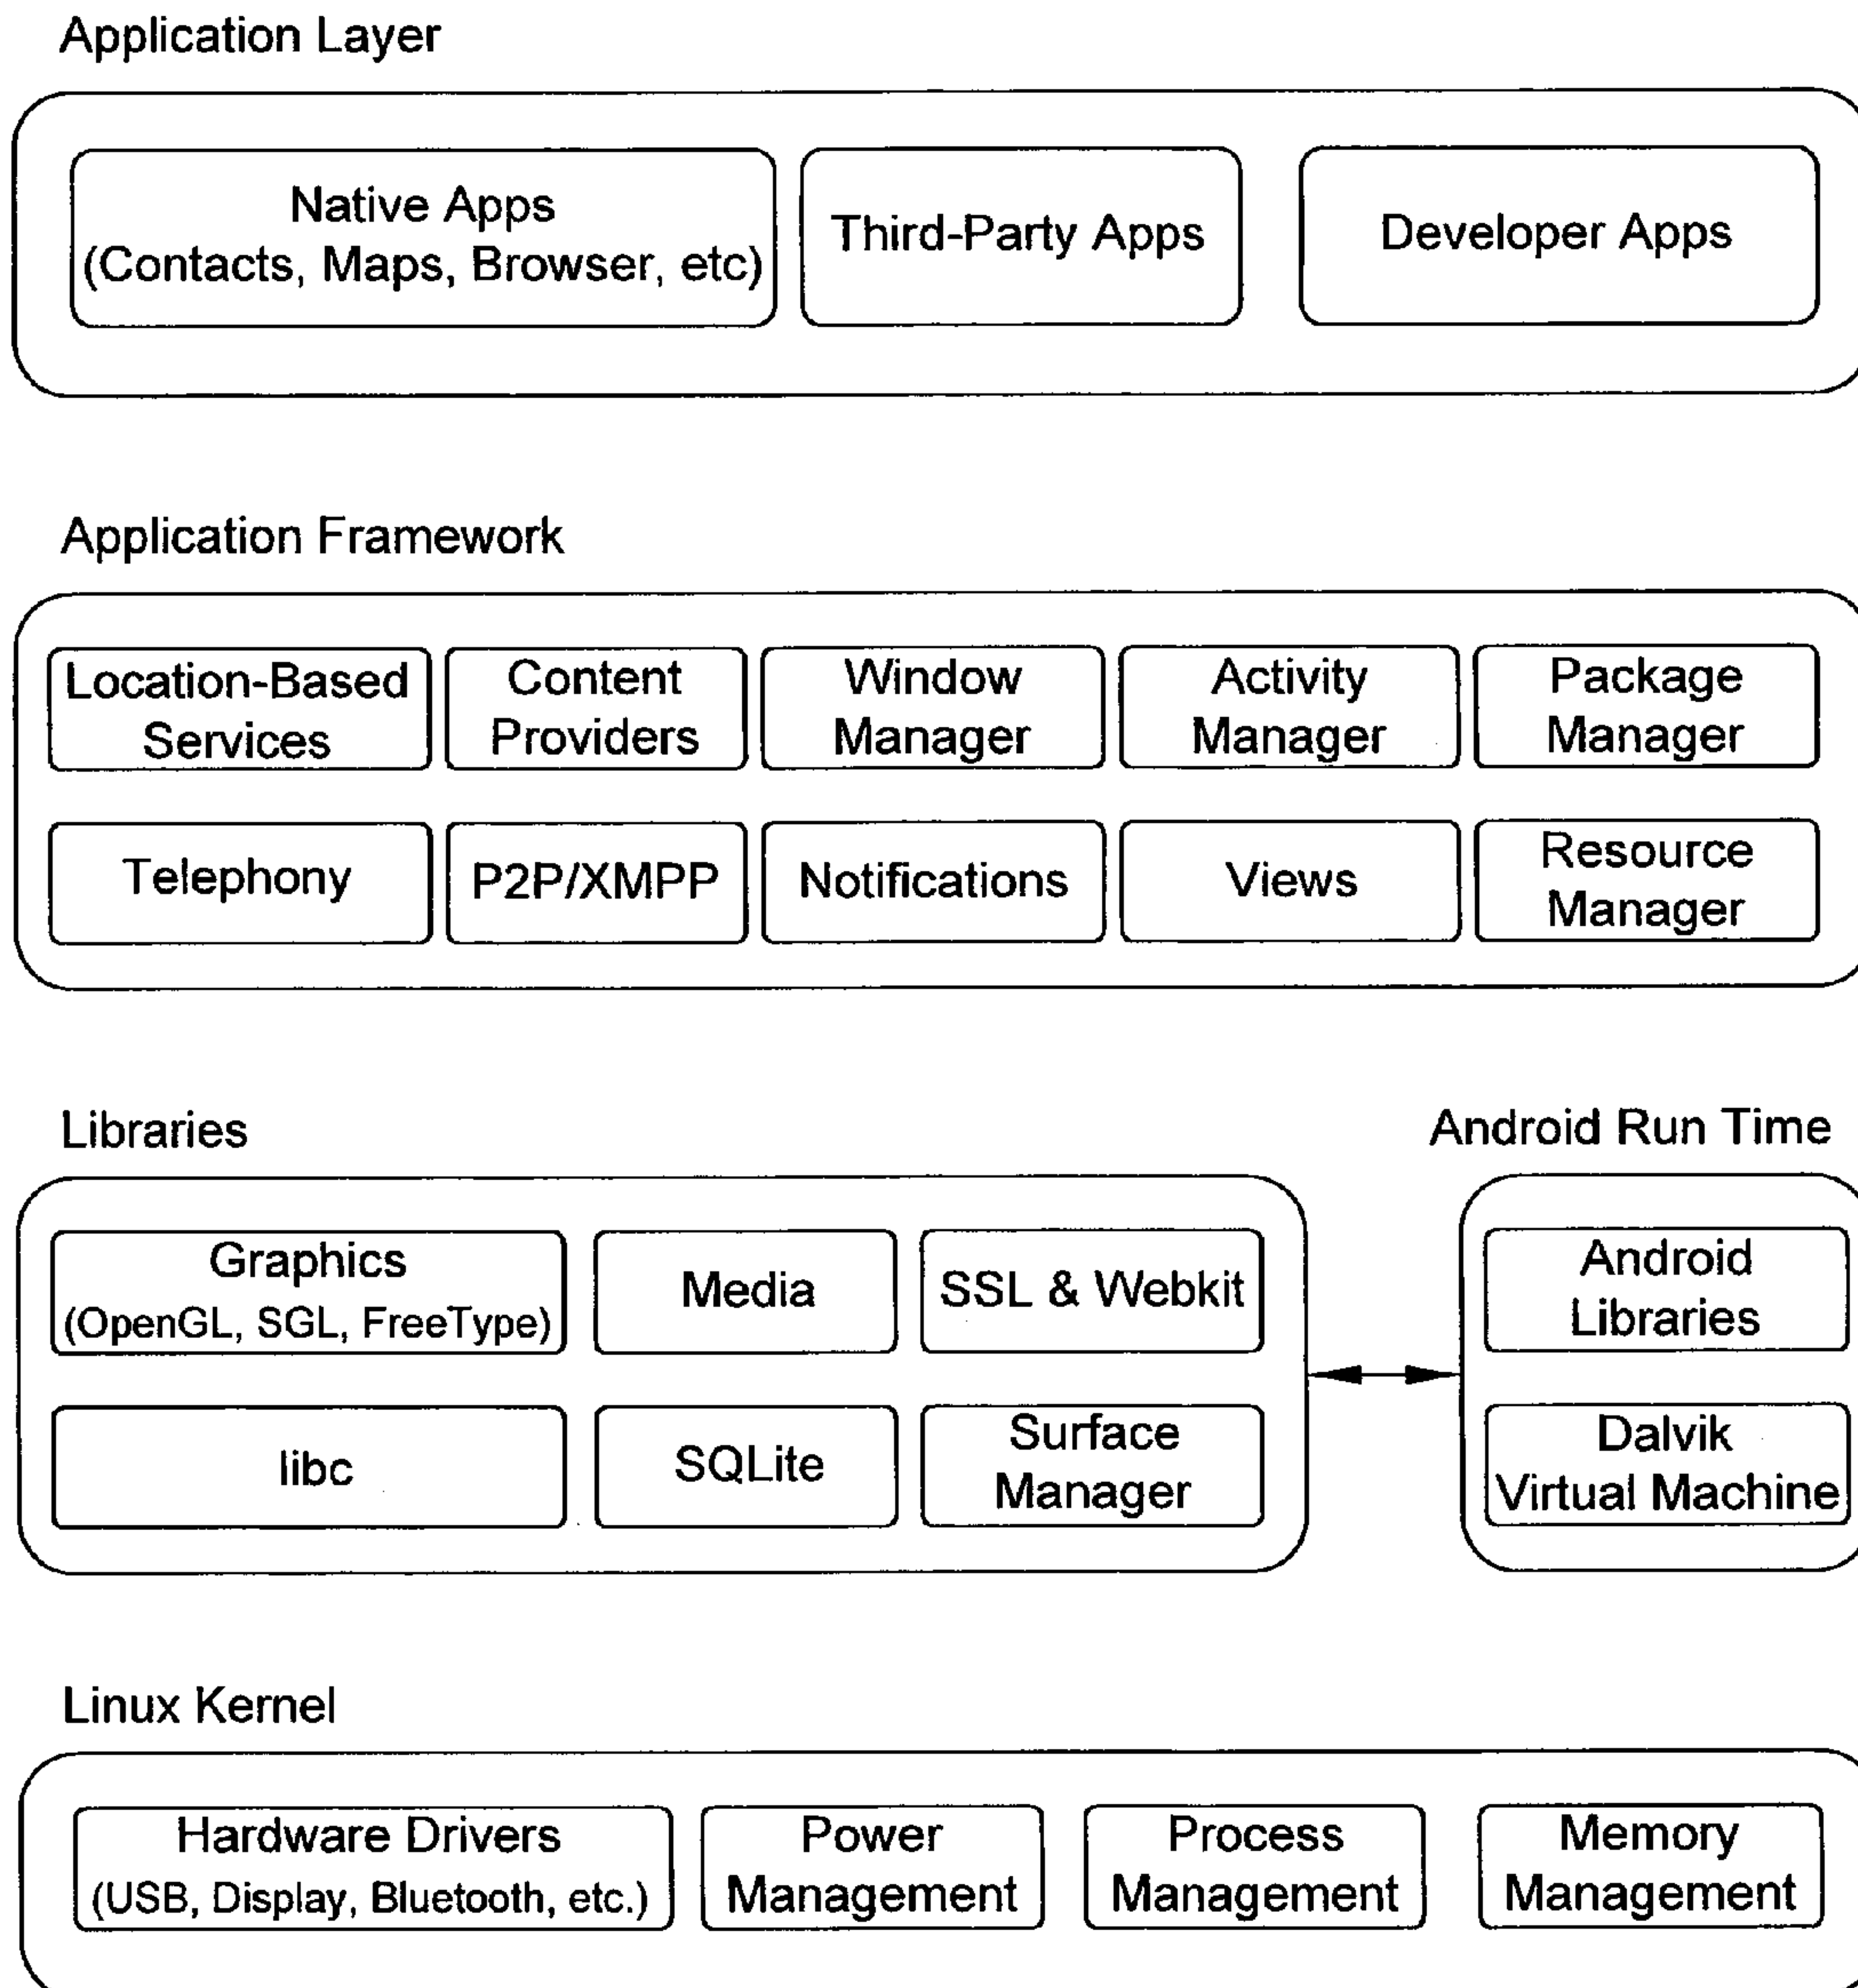 Application Layer
Native Apps
(Contacts, Maps, Browser, etc)
Third-Party Apps
Developer Apps
Application Framework
Location-Based
Services
Content
Providers
Window
Manager
Activity
Manager
Package
Manager
Telephony
P2P/XMPP
Notifications
Views
Resource
Manager
Libraries
Graphics
(OpenGL, SGL, FreeType)
Media
SSL & Webkit
libc
SQLite
Surface
Manager
Android Run Time
Android
Libraries
Dalvik
Virtual Machine
Linux Kernel
Hardware Drivers
(USB, Display, Bluetooth, etc.)
Power
Management
Process
Management
Memory
Management